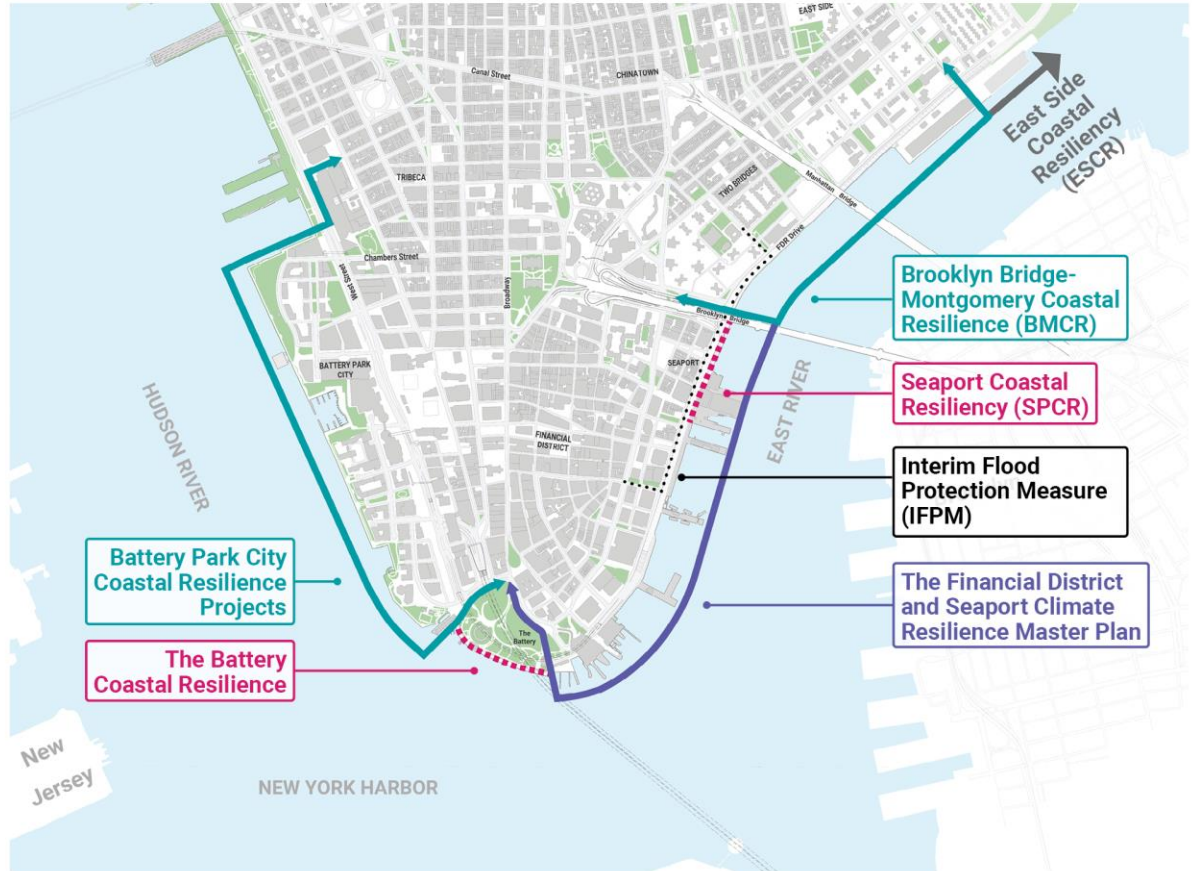 EAST SIDE
Canal Street
CHINATOWN
East Side
Coastal
Resiliency
(ESCR)
TRIBECA
TWO BRIDGES
Manhattan Bridge
FDR Drive
Chambers Street
West Street
Broadway
Brooklyn Bridge
Brooklyn Bridge-
Montgomery Coastal
Resilience (BMCR)
SEAPORT
BATTERY PARK
CITY
Seaport Coastal
Resiliency (SPCR)
HUDSON RIVER
EAST RIVER
FINANCIAL
DISTRICT
Interim Flood
Protection Measure
(IFPM)
Battery Park City
Coastal Resilience
Projects
The Financial District
and Seaport Climate
Resilience Master Plan
The
Battery
The Battery
Coastal Resilience
New
Jersey
NEW YORK HARBOR